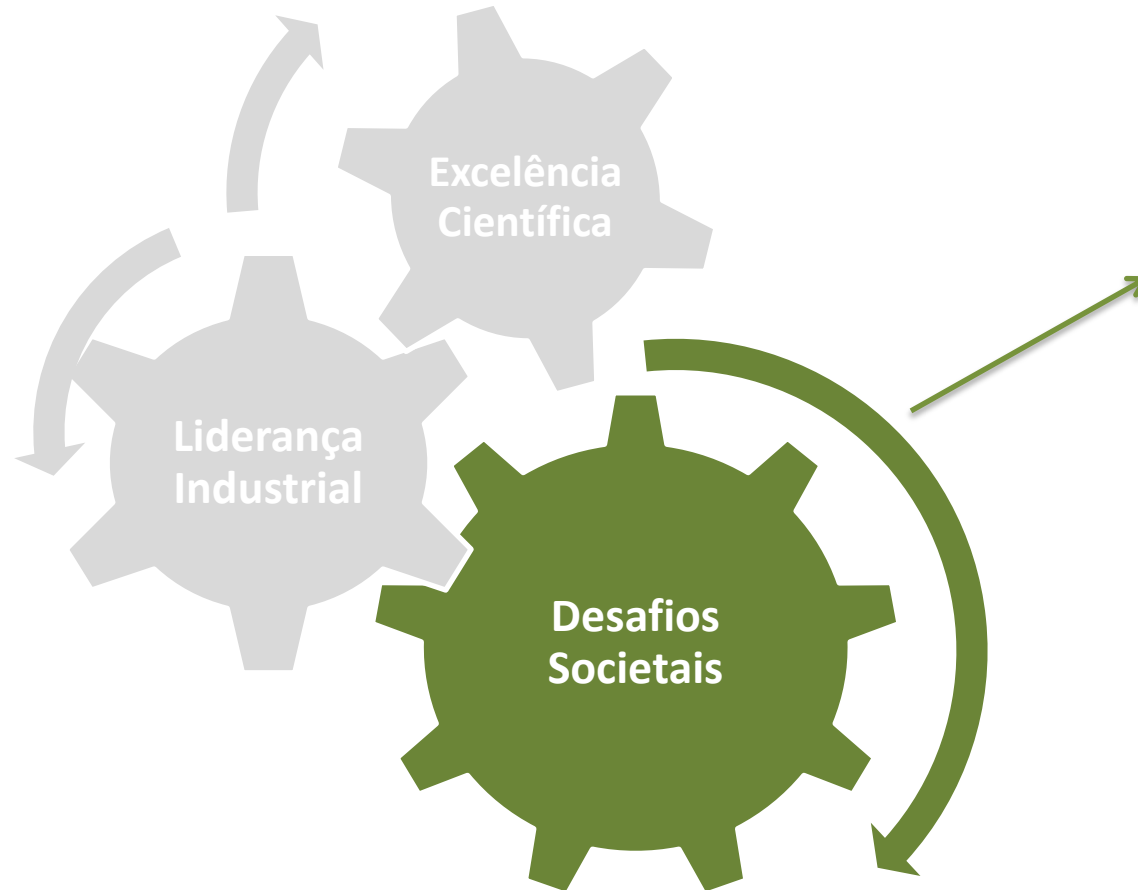 Excelência
Científica
Liderança
Industrial
Desafios
Societais